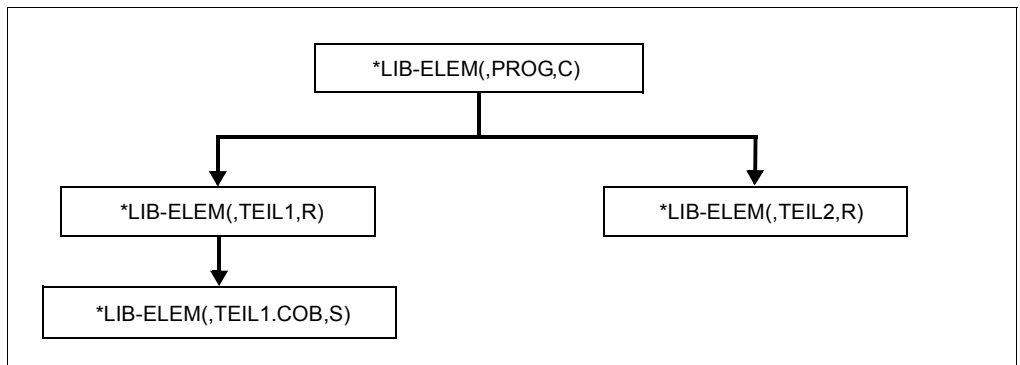 *LIB-ELEM(,PROG,C)
*LIB-ELEM(,TEIL1,R)
*LIB-ELEM(,TEIL2,R)
*LIB-ELEM(,TEIL1.COB,S)